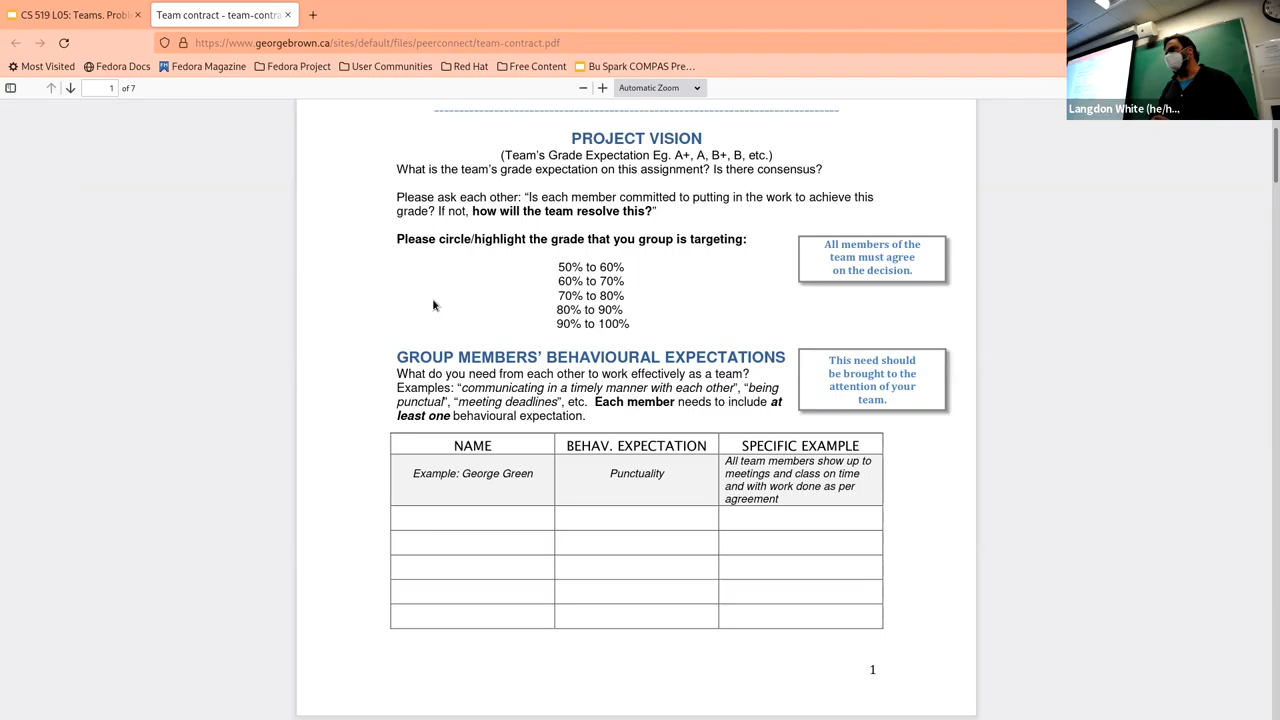 CS 519 L05: Teams. Prob
Team contract - team-contra
https://www.georgebrown.ca/sites/default/files/peerconnect/team-contract.pdf
Most Visited
Fedora Docs
Fedora Magazine
Fedora Project
User Communities
Red Hat
Free Content
Bu Spark COMPAS Pre…
1 of 7
Automatic Zoom
Langdon White (he/h...
PROJECT VISION
(Team's Grade Expectation Eg. A+, A, B+, B, etc.)
What is the team's grade expectation on this assignment? Is there consensus?
Please ask each other: “Is each member committed to putting in the work to achieve this
grade? If not, how will the team resolve this?”
Please circle/highlight the grade that you group is targeting:
All members of the
team must agree
on the decision.
50% to 60%
60% to 70%
70% to 80%
80% to 90%
90% to 100%
GROUP MEMBERS’ BEHAVIOURAL EXPECTATIONS
What do you need from each other to work effectively as a team?
Examples: “communicating in a timely manner with each other”, “being
punctual”, “meeting deadlines”, etc. Each member needs to include at
least one behavioural expectation.
This need should
be brought to the
attention of your
team.
NAME BEHAV. EXPECTATION SPECIFIC EXAMPLE
Example: George Green
Punctuality
All team members show up to
meetings and class on time
and with work done as per
agreement
1